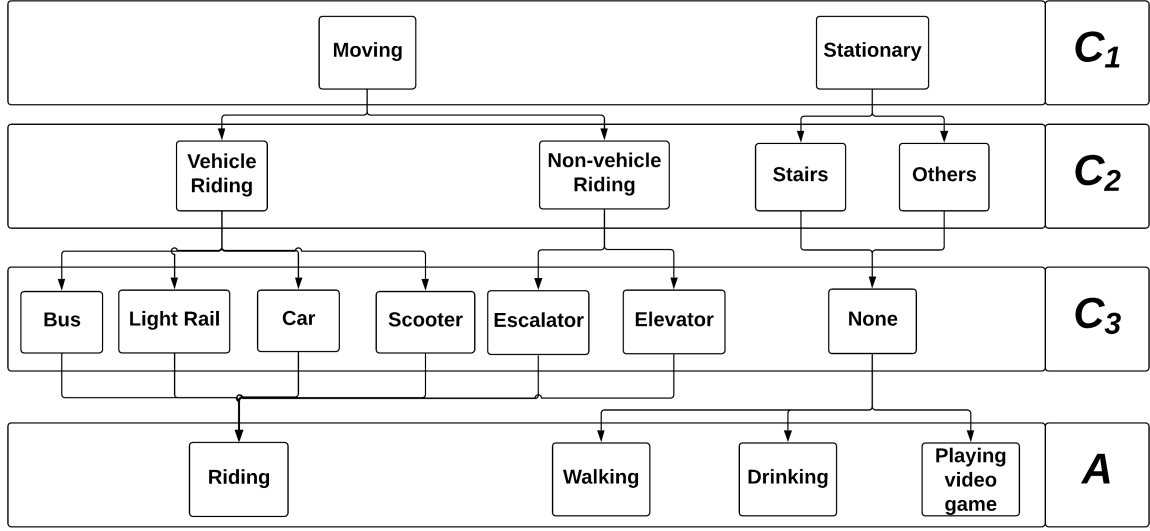 Moving
Stationary
C1
Vehicle
Riding
Non-vehicle
Riding
Stairs
Others
C2
Bus
Light Rail
Car
Scooter
Escalator
Elevator
None
C3
Riding
Walking
Drinking
Playing
video
game
A